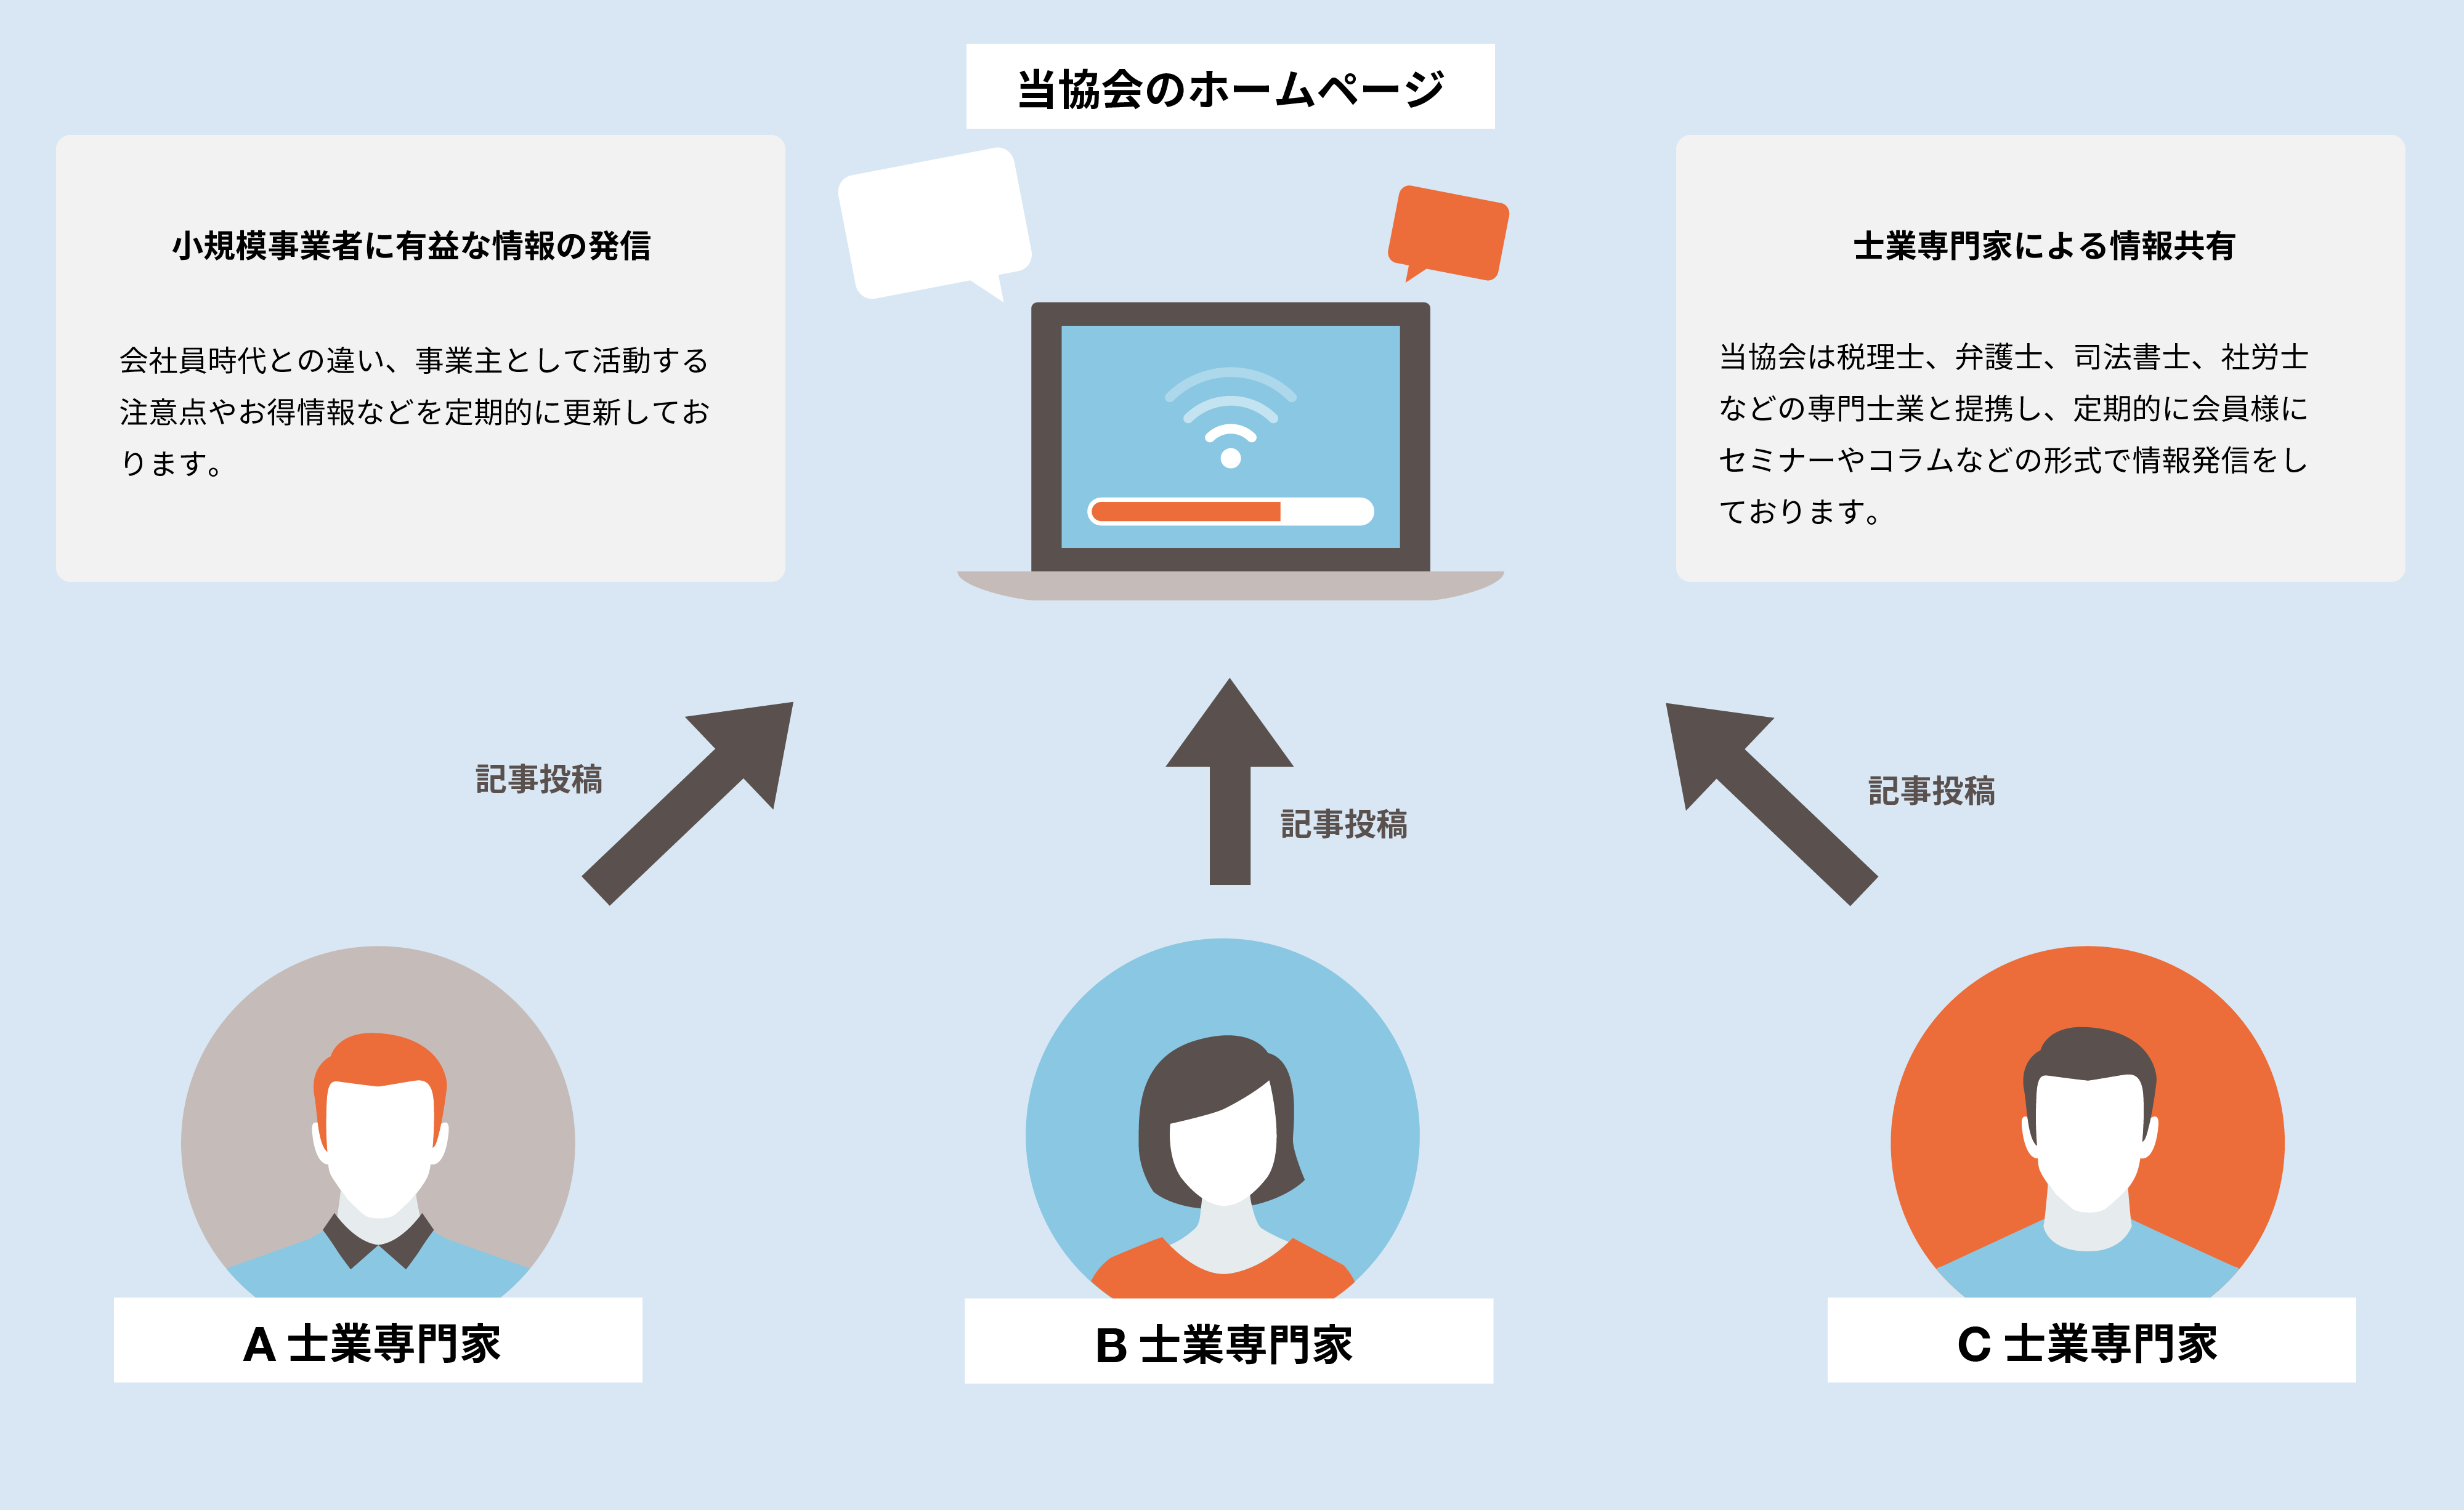 当協会のホームページ
小規模事業者に有益な情報の発信
会社員時代との違い、事業主として活動する
注意点やお得情報などを定期的に更新してお
ります。
士業専門家による情報共有
当協会は税理士、弁護士、司法書士、社労士
などの専門士業と提携し、定期的に会員様に
セミナーやコラムなどの形式で情報発信をし
ております。
記事投稿
記事投稿
記事投稿
A 士業専門家
B 士業専門家
C 士業専門家